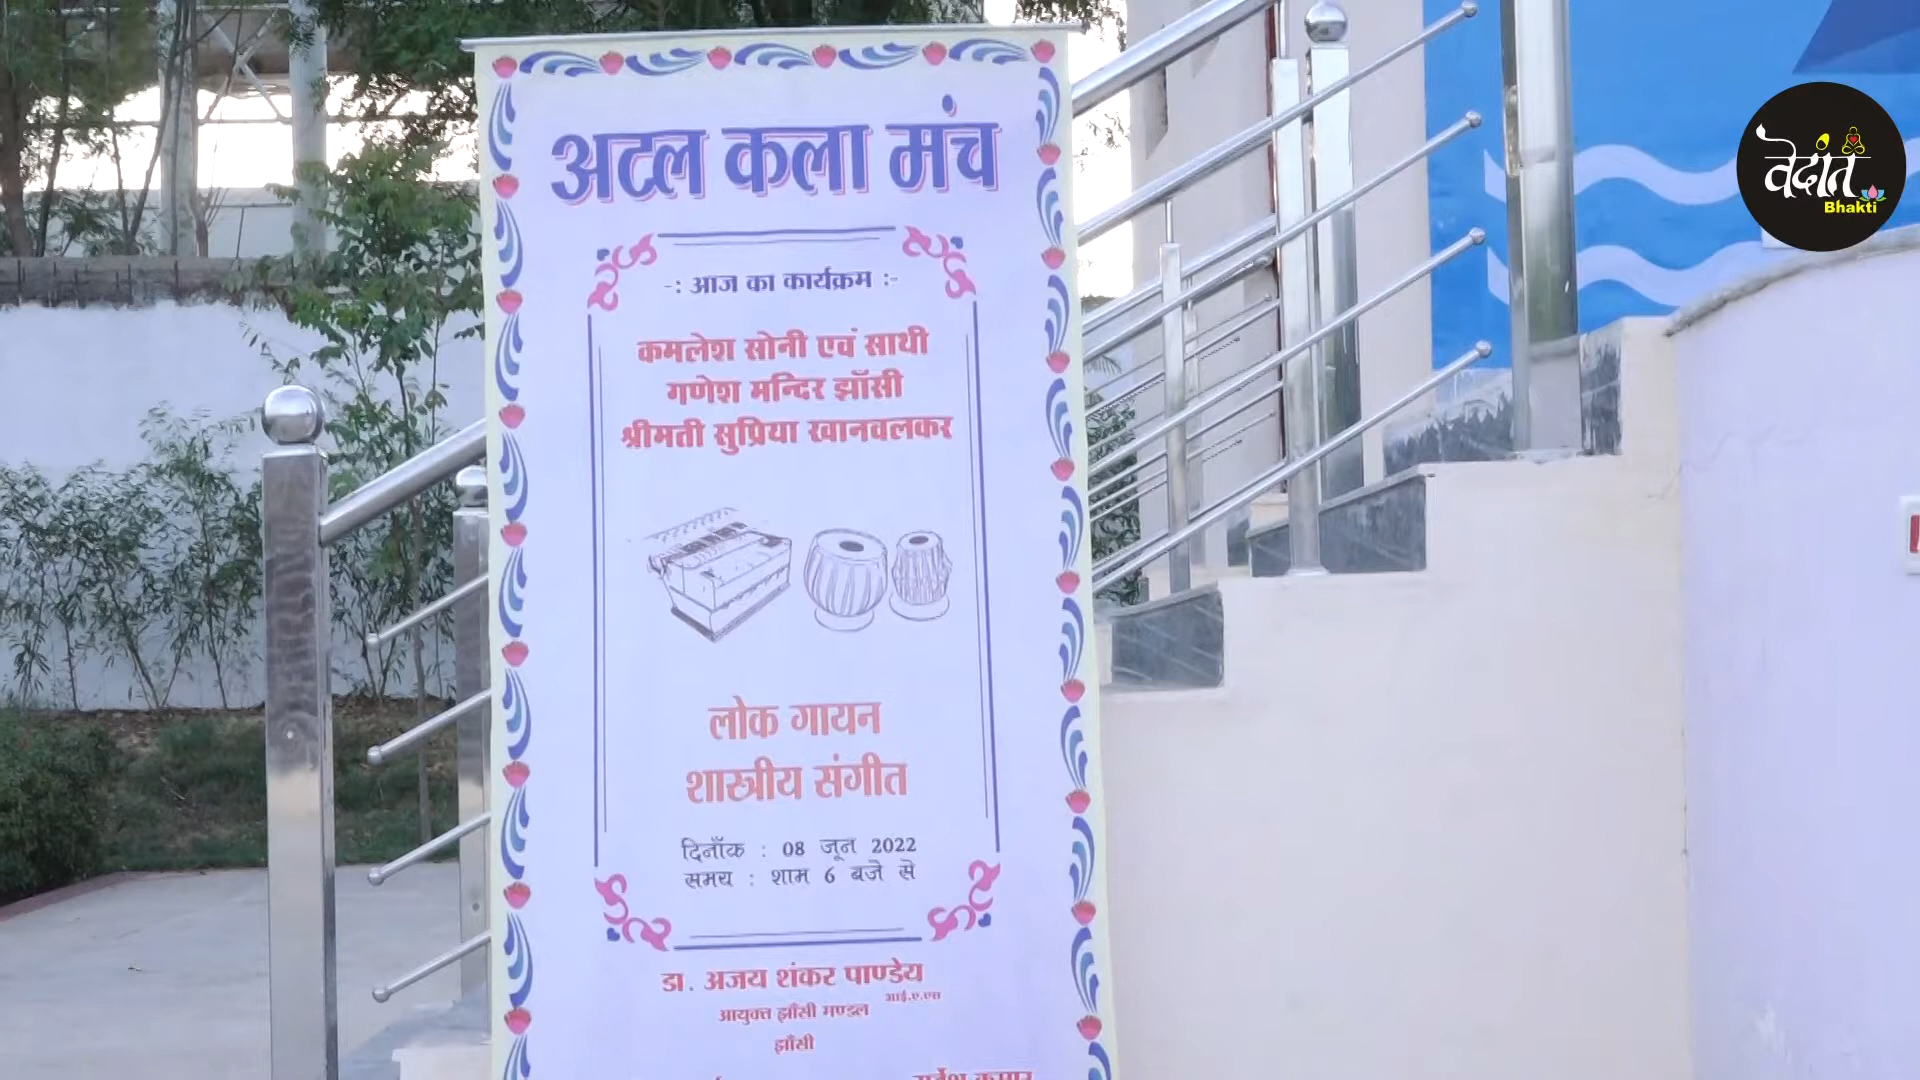 अटल कला मंच
-: आज का कार्यक्रम :-
कमलेश सोनी एवं साथी
गणेश मन्दिर झाँसी
श्रीमती सुप्रिया खानवलकर
लोक गायन
शास्त्रीय संगीत
दिनाँक : 08 जून 2022
समय : शाम 6 बजे से
डा. अजय शंकर पाण्डेय
आई.ए.एस
आयुक्त झाँसी मण्डल
झाँसी
वेदांत
Bhakti